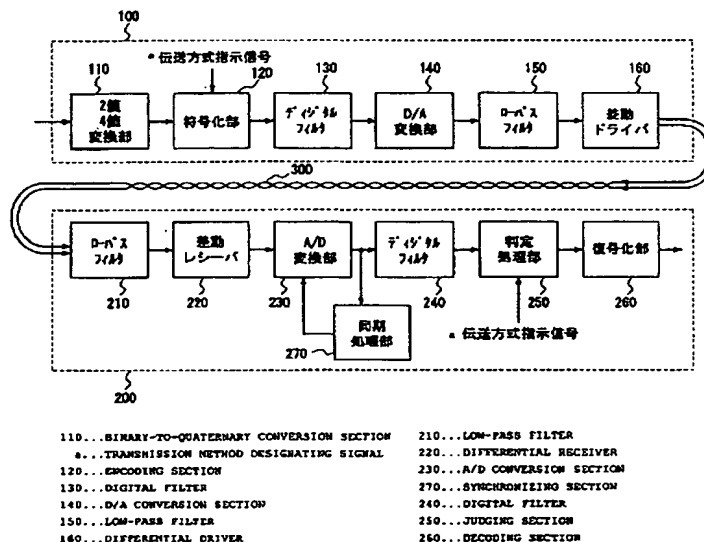 100
a 伝送方式指示信号
110 120 130 140 150 160
2値
4値
変換部
符号化部
ディジタル
フィルタ
D/A
変換部
ローパス
フィルタ
差動
ドライバ
300
ローパス
フィルタ
差動
レシーバ
A/D
変換部
ディジタル
フィルタ
判定
処理部
復号化部
210 220 230 240 250 260
同期
処理部
270
a 伝送方式指示信号
200
110...BINARY-TO-QUATERNARY CONVERSION SECTION
a...TRANSMISSION METHOD DESIGNATING SIGNAL
120...ENCODING SECTION
130...DIGITAL FILTER
140...D/A CONVERSION SECTION
150...LOW-PASS FILTER
160...DIFFERENTIAL DRIVER
210...LOW-PASS FILTER
220...DIFFERENTIAL RECEIVER
230...A/D CONVERSION SECTION
270...SYNCHRONIZING SECTION
240...DIGITAL FILTER
250...JUDGING SECTION
260...DECODING SECTION